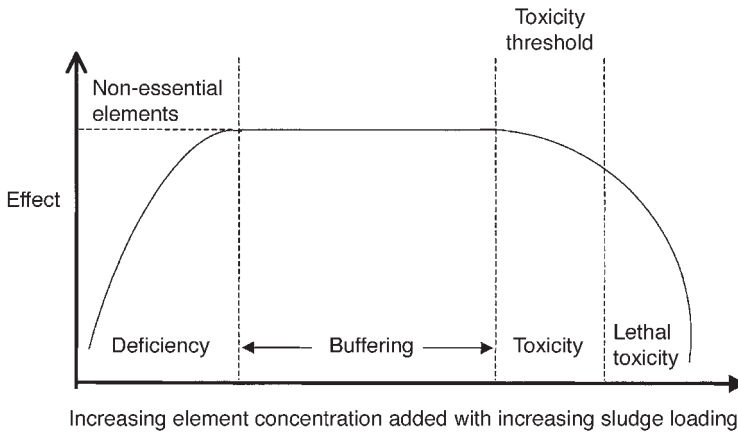 Toxicity
threshold
Non-essential
elements
Effect
Deficiency
Buffering
Toxicity
Lethal
toxicity
Increasing element concentration added with increasing sludge loading